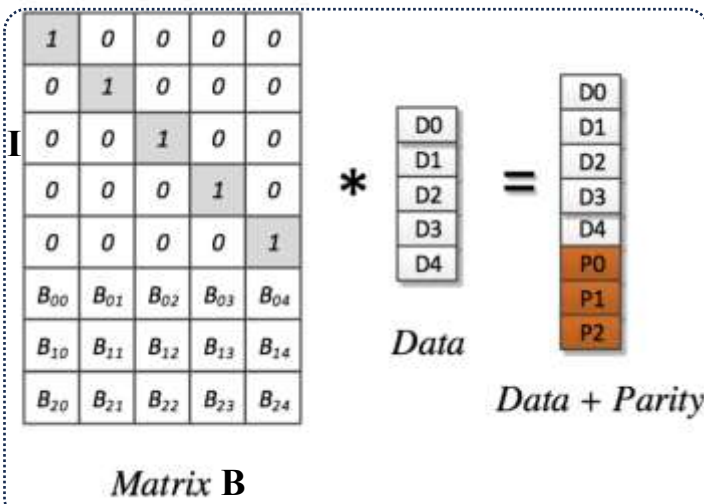 1 0 0 0 0
0 1 0 0 0
I 0 0 1 0 0
0 0 0 1 0
0 0 0 0 1
B00 B01 B02 B03 B04
B10 B11 B12 B13 B14
B20 B21 B22 B23 B24
Matrix B
*
D0
D1
D2
D3
D4
Data
=
D0
D1
D2
D3
D4
P0
P1
P2
Data + Parity